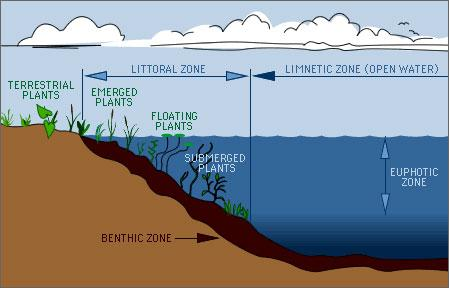 LITTORAL ZONE
LIMNETIC ZONE (OPEN WATER)
TERRESTRIAL
PLANTS
EMERGED
PLANTS
FLOATING
PLANTS
SUBMERGED
PLANTS
EUPHOTIC
ZONE
BENTHIC ZONE